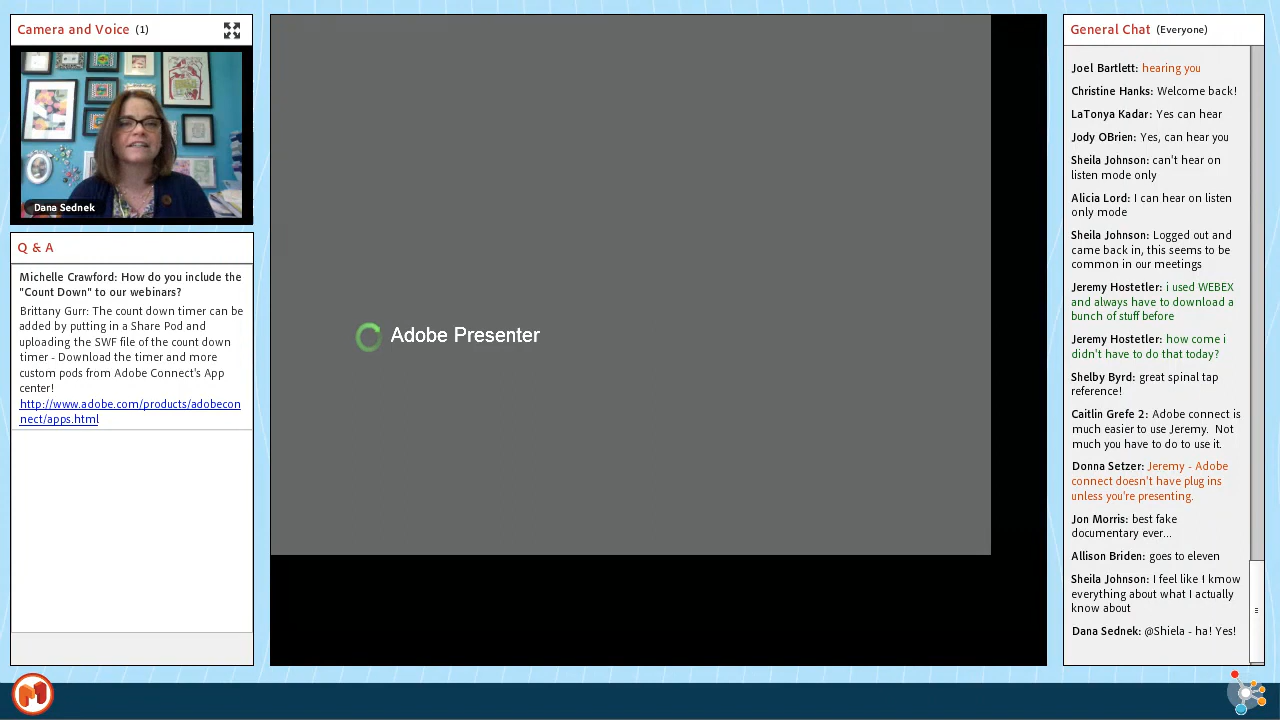 Camera and Voice (1)
Dana Sednek
Q & A
Michelle Crawford: How do you include the
"Count Down" to our webinars?
Brittany Gurr: The count down timer can be
added by putting in a Share Pod and
uploading the SWF file of the count down
timer - Download the timer and more
custom pods from Adobe Connect's App
center!
http://www.adobe.com/products/adobecon
nect/apps.html
Adobe Presenter
General Chat (Everyone)
Joel Bartlett: hearing you
Christine Hanks: Welcome back!
LaTonya Kadar: Yes can hear
Jody OBrien: Yes, can hear you
Sheila Johnson: can't hear on
listen mode only
Alicia Lord: I can hear on listen
only mode
Sheila Johnson: Logged out and
came back in, this seems to be
common in our meetings
Jeremy Hostetler: i used WEBEX
and always have to download a
bunch of stuff before
Jeremy Hostetler: how come i
didn't have to do that today?
Shelby Byrd: great spinal tap
reference!
Caitlin Grefe 2: Adobe connect is
much easier to use Jeremy. Not
much you have to do to use it.
Donna Setzer: Jeremy - Adobe
connect doesn't have plug ins
unless you're presenting.
Jon Morris: best fake
documentary ever...
Allison Briden: goes to eleven
Sheila Johnson: I feel like I kmow
everything about what I actually
know about
Dana Sednek: @Shiela - ha! Yes!